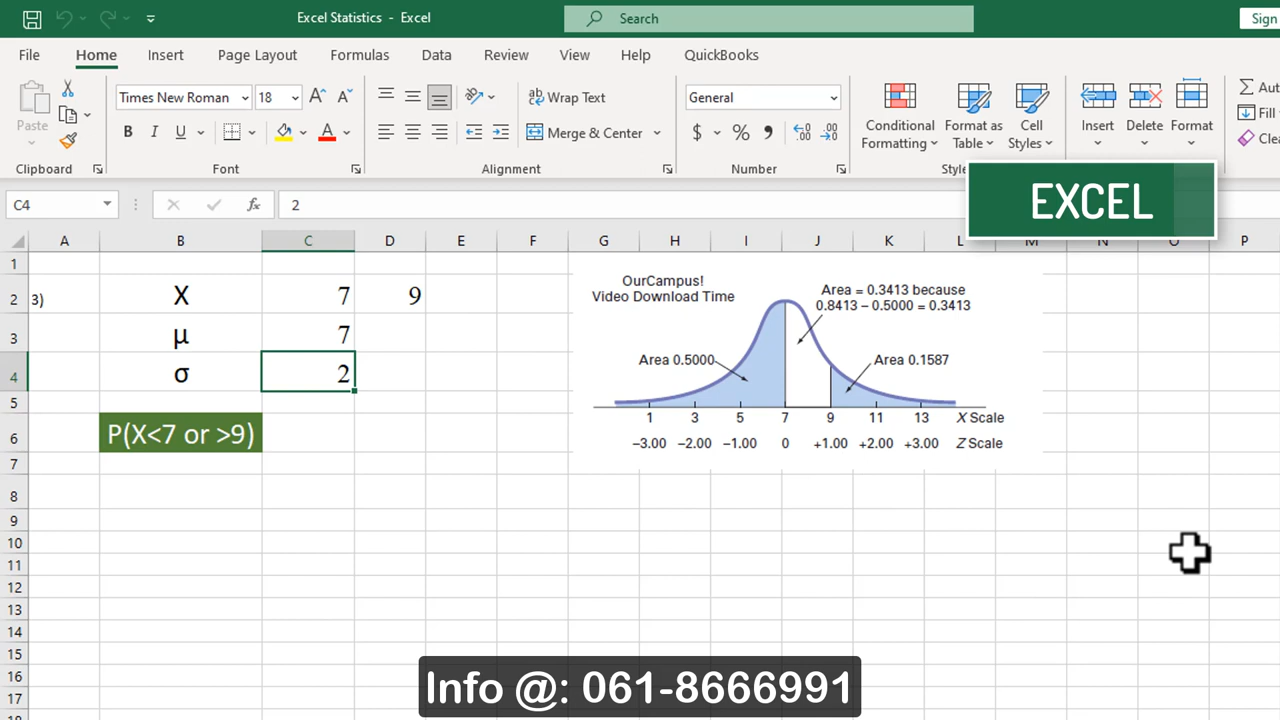 Excel Statistics - Excel
Search
Sign
File Home Insert Page Layout Formulas Data Review View Help QuickBooks
Paste
Times New Roman 18
B I U
Wrap Text
Merge & Center
General
$ %
Conditional Formatting
Format as Table
Cell Styles
Insert
Delete
Format
Aut
Fill
Clea
Clipboard Font Alignment Number Style
EXCEL
C4 fx 2
A B C D E F G H I J K L M N O P
1
2 3) X 7 9
3 μ 7
4 σ 2
5
6 P(X<7 or >9)
7
8
9
10
11
12
13
14
15
16
17
18
OurCampus!
Video Download Time
Area = 0.3413 because
0.8413 – 0.5000 = 0.3413
Area 0.5000
Area 0.1587
1 3 5 7 9 11 13 X Scale
–3.00 –2.00 –1.00 0 +1.00 +2.00 +3.00 Z Scale
Info @: 061-8666991